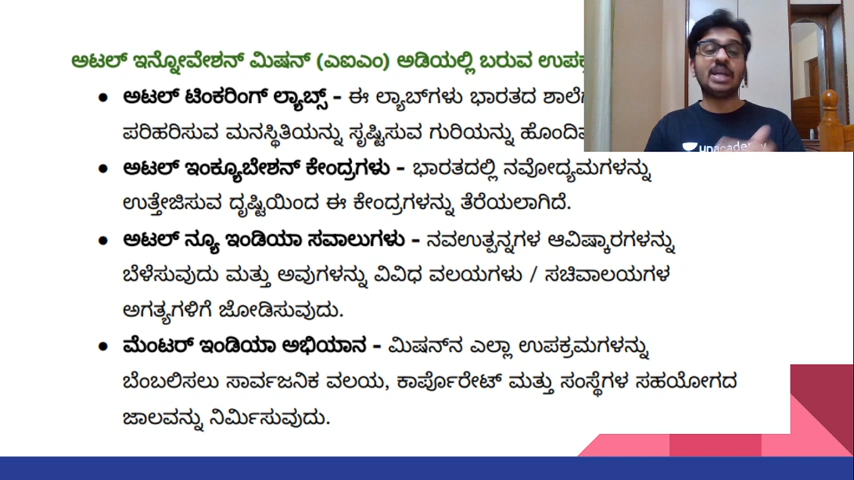 ಅಟಲ್ ಇನ್ನೋವೇಶನ್ ಮಿಷನ್ (ಎಐಎಂ) ಅಡಿಯಲ್ಲಿ ಬರುವ
• ಅಟಲ್ ಟಿಂಕರಿಂಗ್ ಲ್ಯಾಬ್ಸ್ - ಈ ಲ್ಯಾಬ್‌ಗಳು ಭಾರತದ
ಪರಿಹರಿಸುವ ಮನಸ್ಥಿತಿಯನ್ನು ಸೃಷ್ಟಿಸುವ ಗುರಿಯನ್ನು
• ಅಟಲ್ ಇಂಕ್ಯೂಬೇಶನ್ ಕೇಂದ್ರಗಳು - ಭಾರತದಲ್ಲಿ ನವೋದ್ಯಮಗಳನ್ನು
ಉತ್ತೇಜಿಸುವ ದೃಷ್ಟಿಯಿಂದ ಈ ಕೇಂದ್ರಗಳನ್ನು ತೆರೆಯಲಾಗಿದೆ.
• ಅಟಲ್ ನ್ಯೂ ಇಂಡಿಯಾ ಸವಾಲುಗಳು - ನವಉತ್ಪನ್ನಗಳ ಆವಿಷ್ಕಾರಗಳನ್ನು
ಬೆಳೆಸುವುದು ಮತ್ತು ಅವುಗಳನ್ನು ವಿವಿಧ ವಲಯಗಳು / ಸಚಿವಾಲಯಗಳ
ಅಗತ್ಯಗಳಿಗೆ ಜೋಡಿಸುವುದು.
• ಮೆಂಟರ್ ಇಂಡಿಯಾ ಅಭಿಯಾನ - ಮಿಷನ್‌ನ ಎಲ್ಲಾ ಉಪಕ್ರಮಗಳನ್ನು
ಬೆಂಬಲಿಸಲು ಸಾರ್ವಜನಿಕ ವಲಯ, ಕಾರ್ಪೊರೇಟ್ ಮತ್ತು ಸಂಸ್ಥೆಗಳ ಸಹಯೋಗದ
ಜಾಲವನ್ನು ನಿರ್ಮಿಸುವುದು.